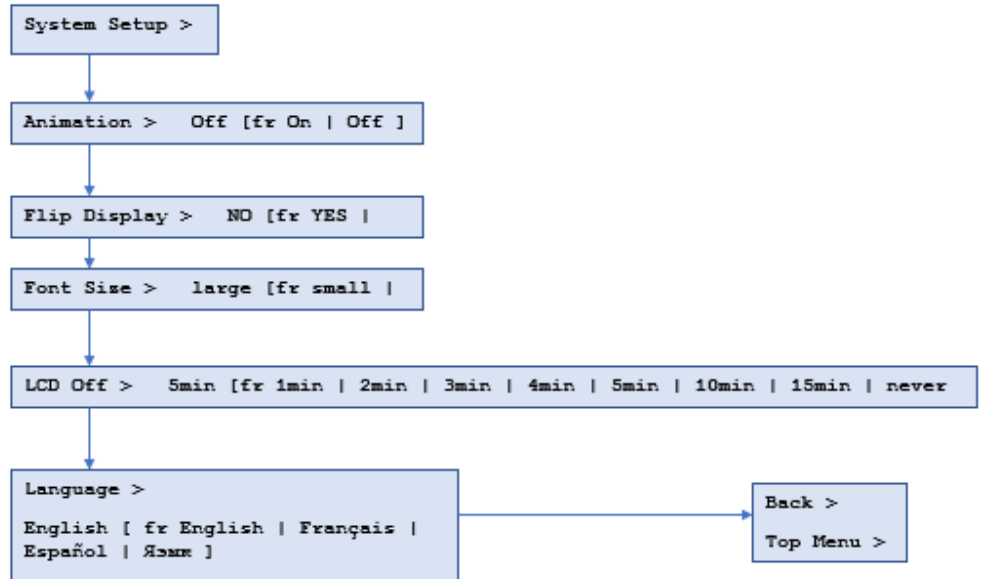 System Setup >
Animation > Off [fr On | Off ]
Flip Display > NO [fr YES |
Font Size > large [fr small |
LCD Off > 5min [fr 1min | 2min | 3min | 4min | 5min | 10min | 15min | never
Language >
English [ fr English | Français |
Español | Язык ]
Back >
Top Menu >